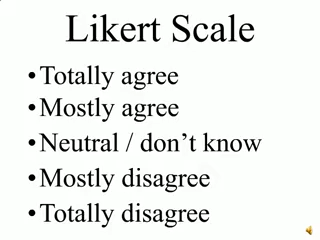 Likert Scale
•Totally agree
•Mostly agree
•Neutral / don't know
•Mostly disagree
•Totally disagree